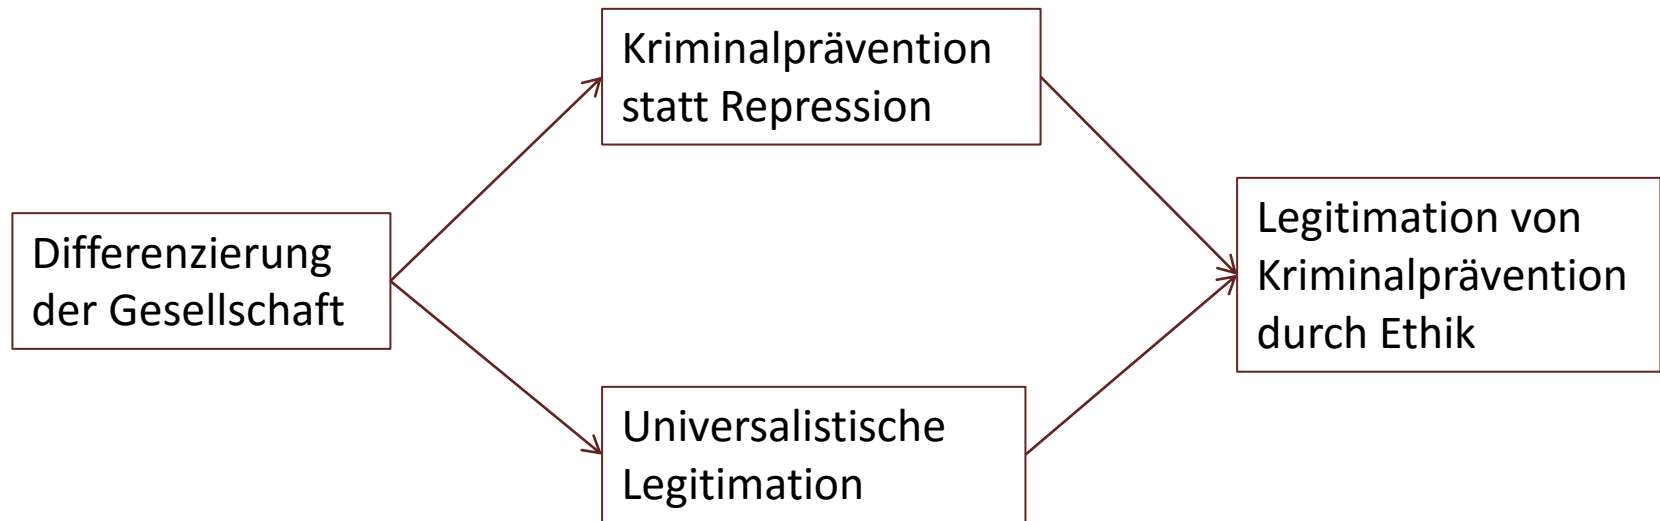 Kriminalprävention
statt Repression
Differenzierung
der Gesellschaft
Legitimation von
Kriminalprävention
durch Ethik
Universalistische
Legitimation